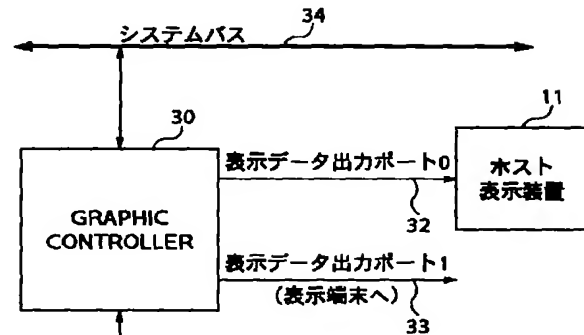 34
システムバス
11
30
表示データ出力ポート0
ホスト
表示装置
32
GRAPHIC
CONTROLLER
表示データ出力ポート1
(表示端末へ)
33